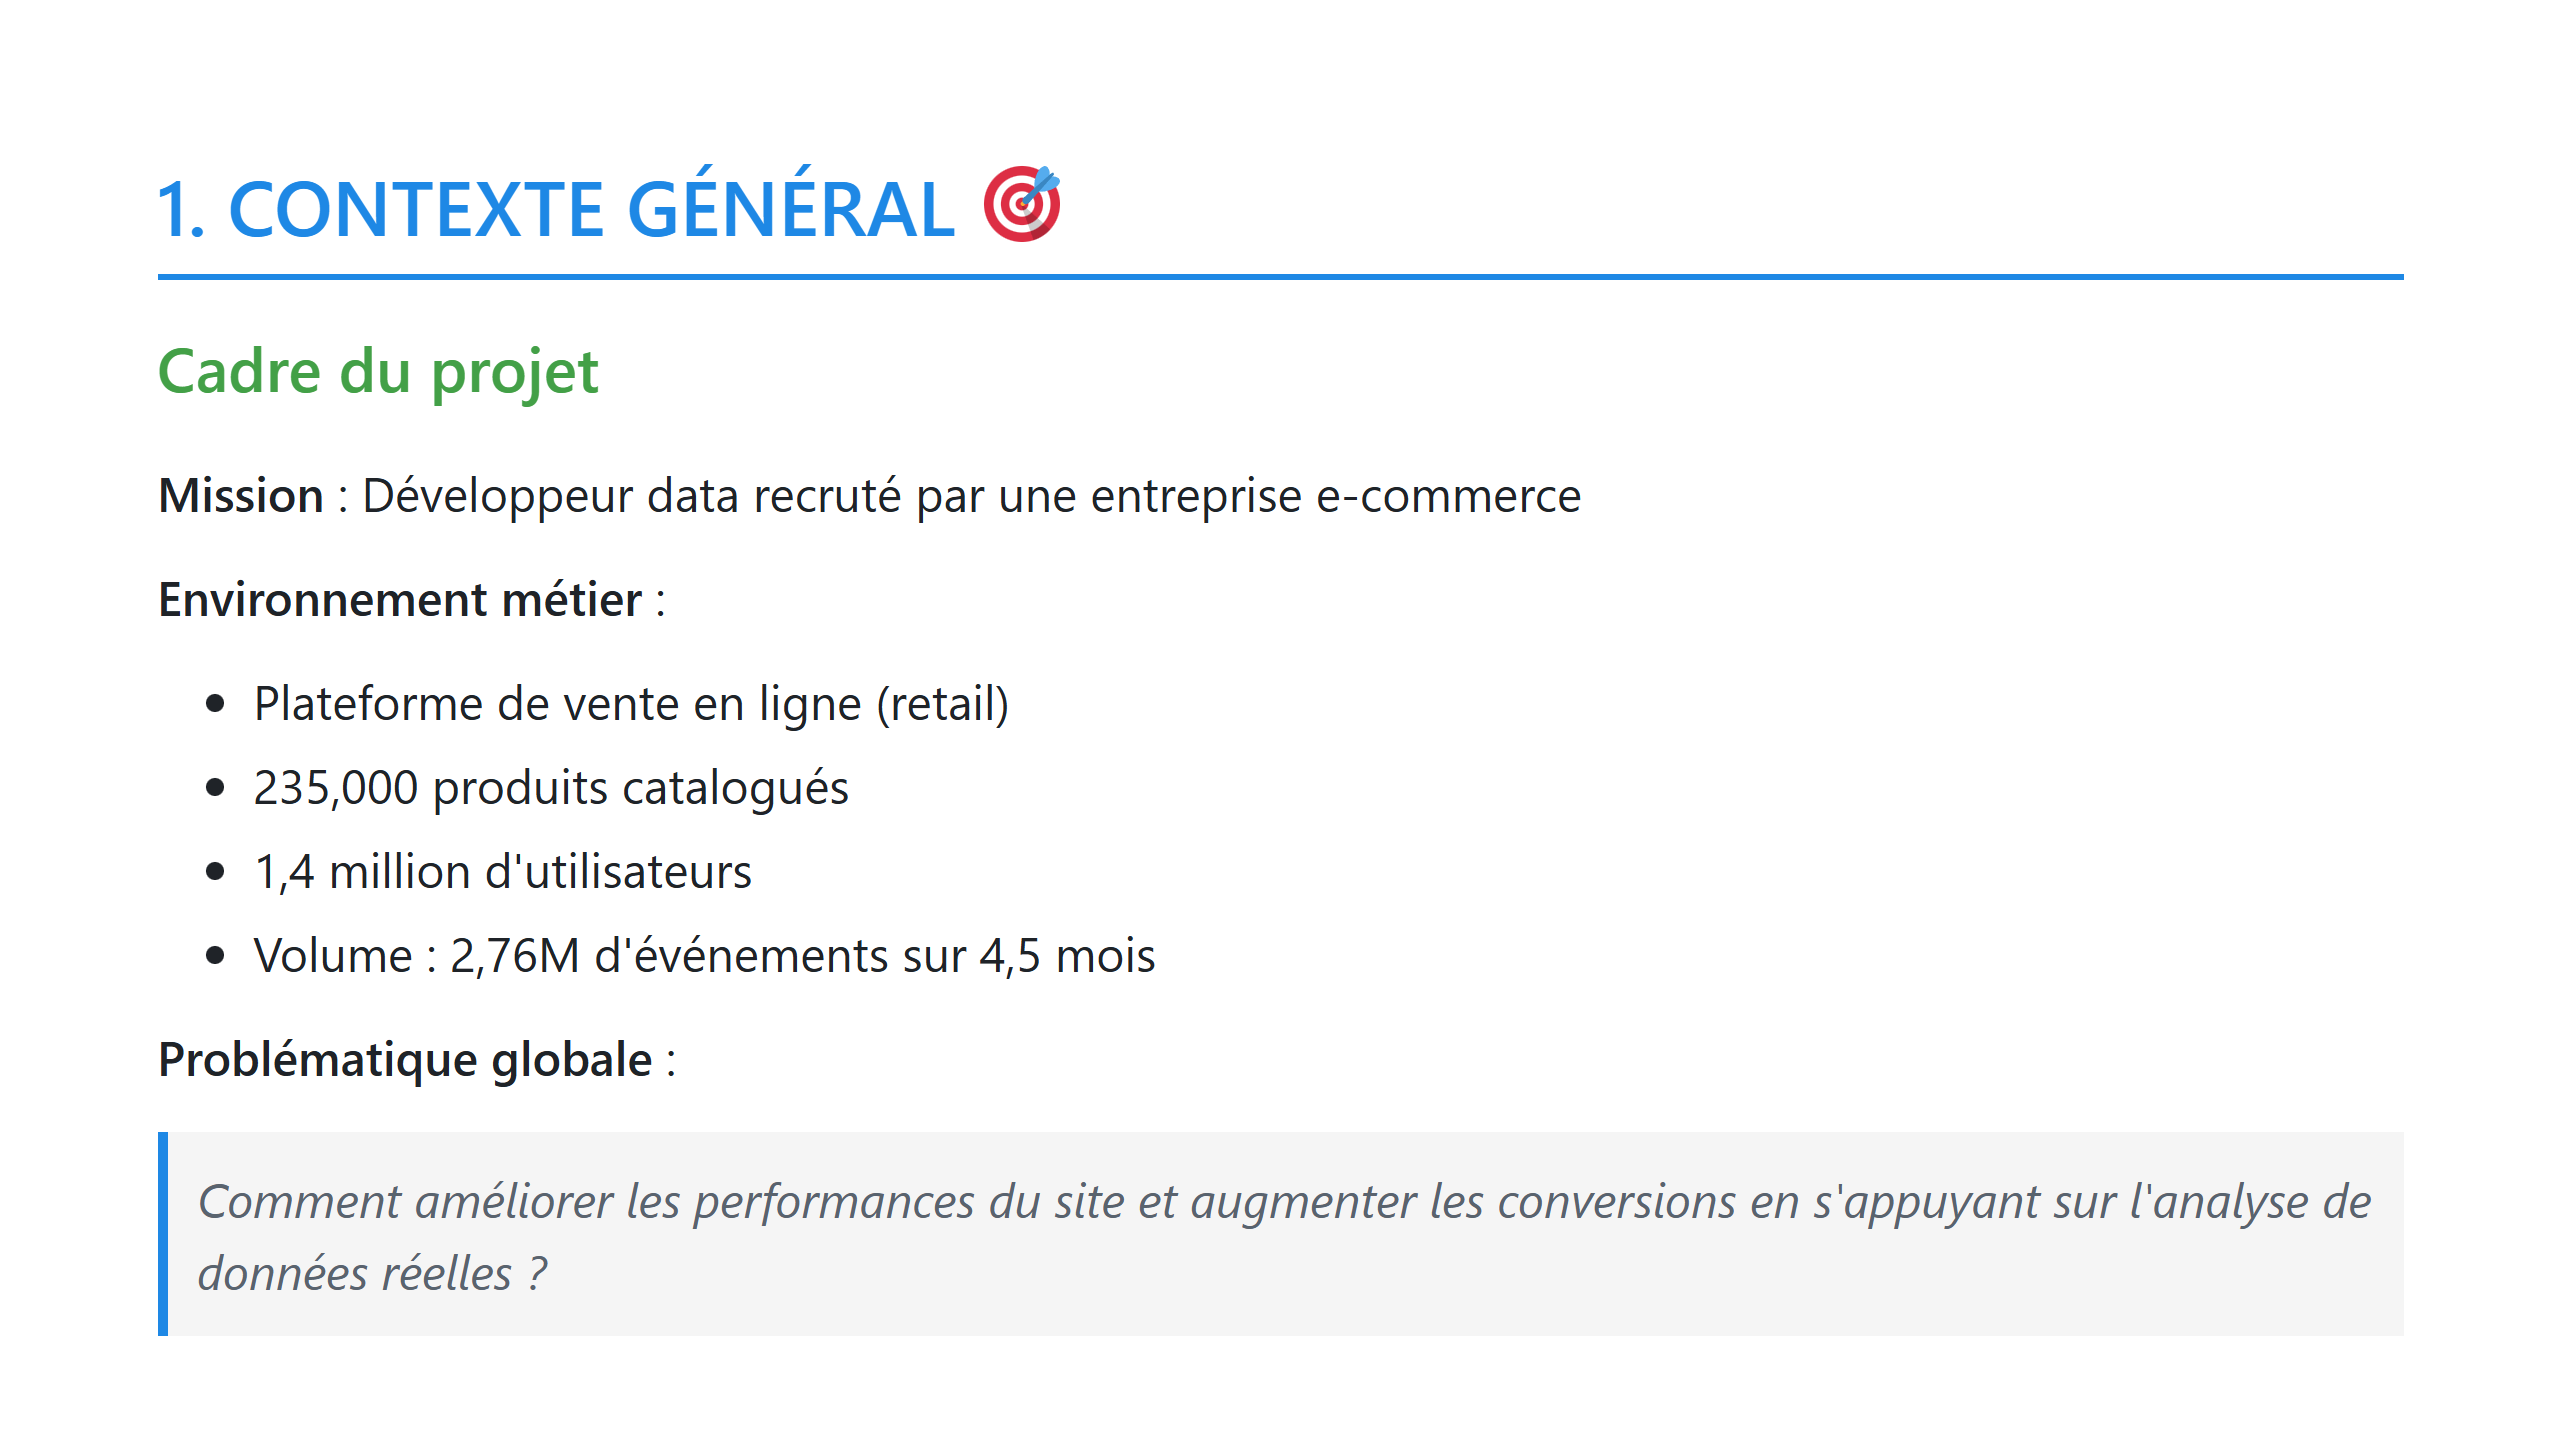 1. CONTEXTE GÉNÉRAL 🎯
Cadre du projet
Mission : Développeur data recruté par une entreprise e-commerce
Environnement métier :
• Plateforme de vente en ligne (retail)
• 235,000 produits catalogués
• 1,4 million d'utilisateurs
• Volume : 2,76M d'événements sur 4,5 mois
Problématique globale :
Comment améliorer les performances du site et augmenter les conversions en s'appuyant sur l'analyse de
données réelles ?